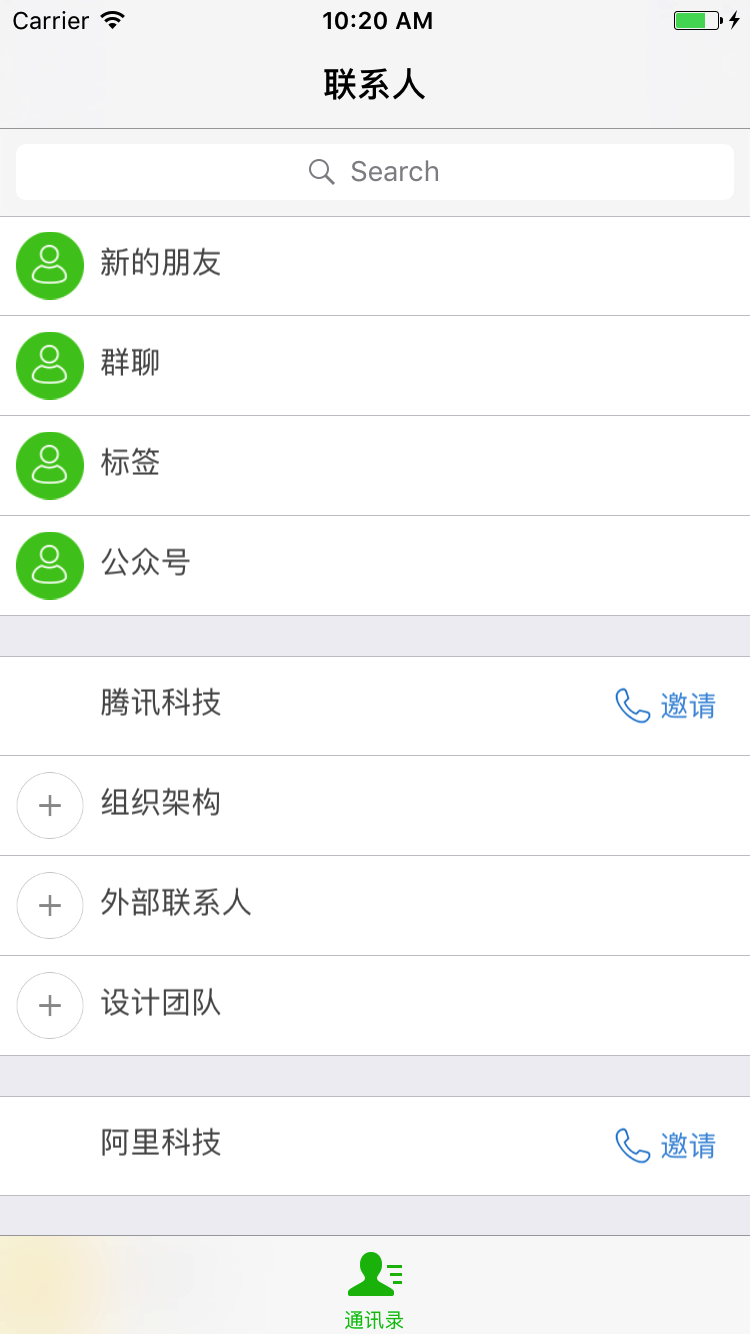 Carrier 10:20 AM
联系人
Search
新的朋友
群聊
标签
公众号
腾讯科技 邀请
组织架构
外部联系人
设计团队
阿里科技 邀请
通讯录